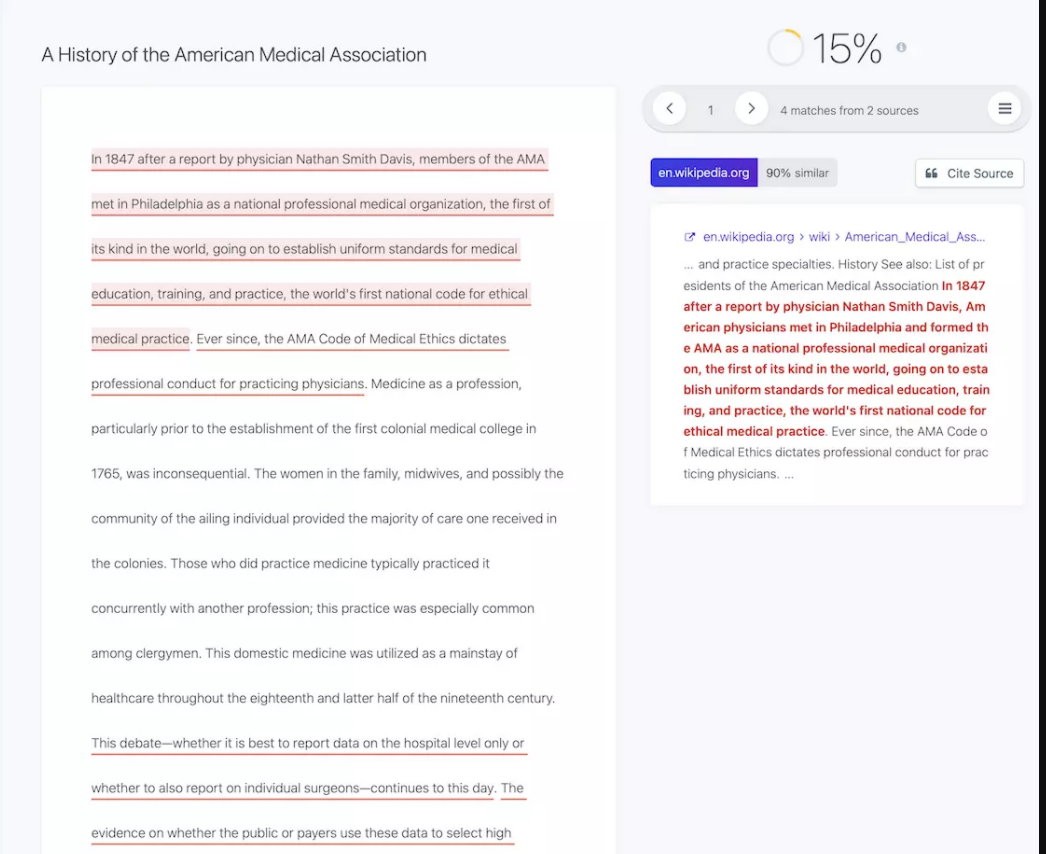 A History of the American Medical Association
15%
1
4 matches from 2 sources
en.wikipedia.org
90% similar
Cite Source
In 1847 after a report by physician Nathan Smith Davis, members of the AMA
met in Philadelphia as a national professional medical organization, the first of
its kind in the world, going on to establish uniform standards for medical
education, training, and practice, the world's first national code for ethical
medical practice. Ever since, the AMA Code of Medical Ethics dictates
professional conduct for practicing physicians. Medicine as a profession,
particularly prior to the establishment of the first colonial medical college in
1765, was inconsequential. The women in the family, midwives, and possibly the
community of the ailing individual provided the majority of care one received in
the colonies. Those who did practice medicine typically practiced it
concurrently with another profession; this practice was especially common
among clergymen. This domestic medicine was utilized as a mainstay of
healthcare throughout the eighteenth and latter half of the nineteenth century.
This debate—whether it is best to report data on the hospital level only or
whether to also report on individual surgeons—continues to this day. The
evidence on whether the public or payers use these data to select high
en.wikipedia.org › wiki › American_Medical_Ass...
... and practice specialties. History See also: List of pr
esidents of the American Medical Association In 1847
after a report by physician Nathan Smith Davis, Am
erican physicians met in Philadelphia and formed th
e AMA as a national professional medical organizati
on, the first of its kind in the world, going on to esta
blish uniform standards for medical education, train
ing, and practice, the world's first national code for
ethical medical practice. Ever since, the AMA Code o
f Medical Ethics dictates professional conduct for prac
ticing physicians. ...